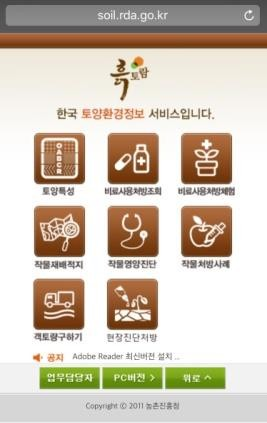 soil.rda.go.kr
흙토람
한국 토양환경정보 서비스입니다.
OABCR
토양특성 비료사용처방조회 비료사용처방체험
작물재배적지 작물영양진단 작물처방사례
객토량구하기 현장진단처방
공지 Adobe Reader 최신버전 설치 ...
업무담당자 PC버전 > 위로 ^
Copyright ⓒ 2011 농촌진흥청